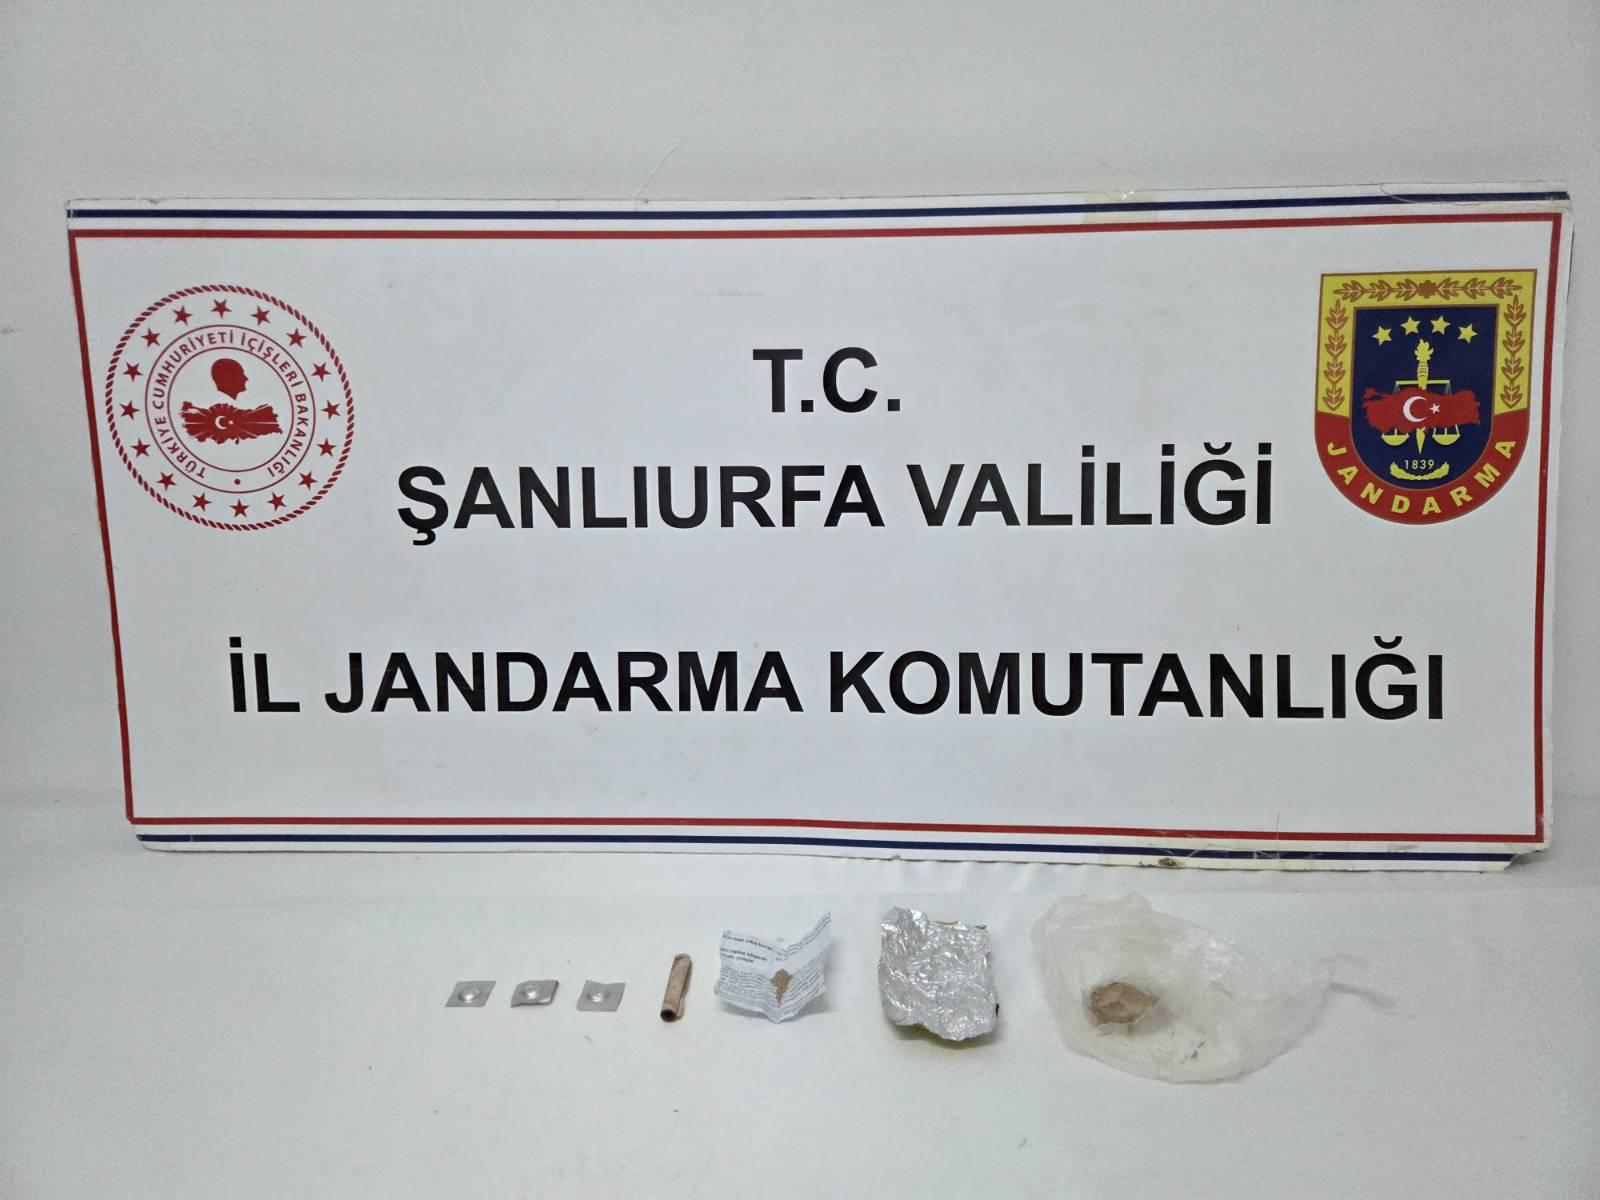 T.C.
ŞANLIURFA VALİLİĞİ
İL JANDARMA KOMUTANLIĞI
TÜRKİYE CUMHURİYETİ İÇİŞLERİ BAKANLIĞI
1839
JANDARMA